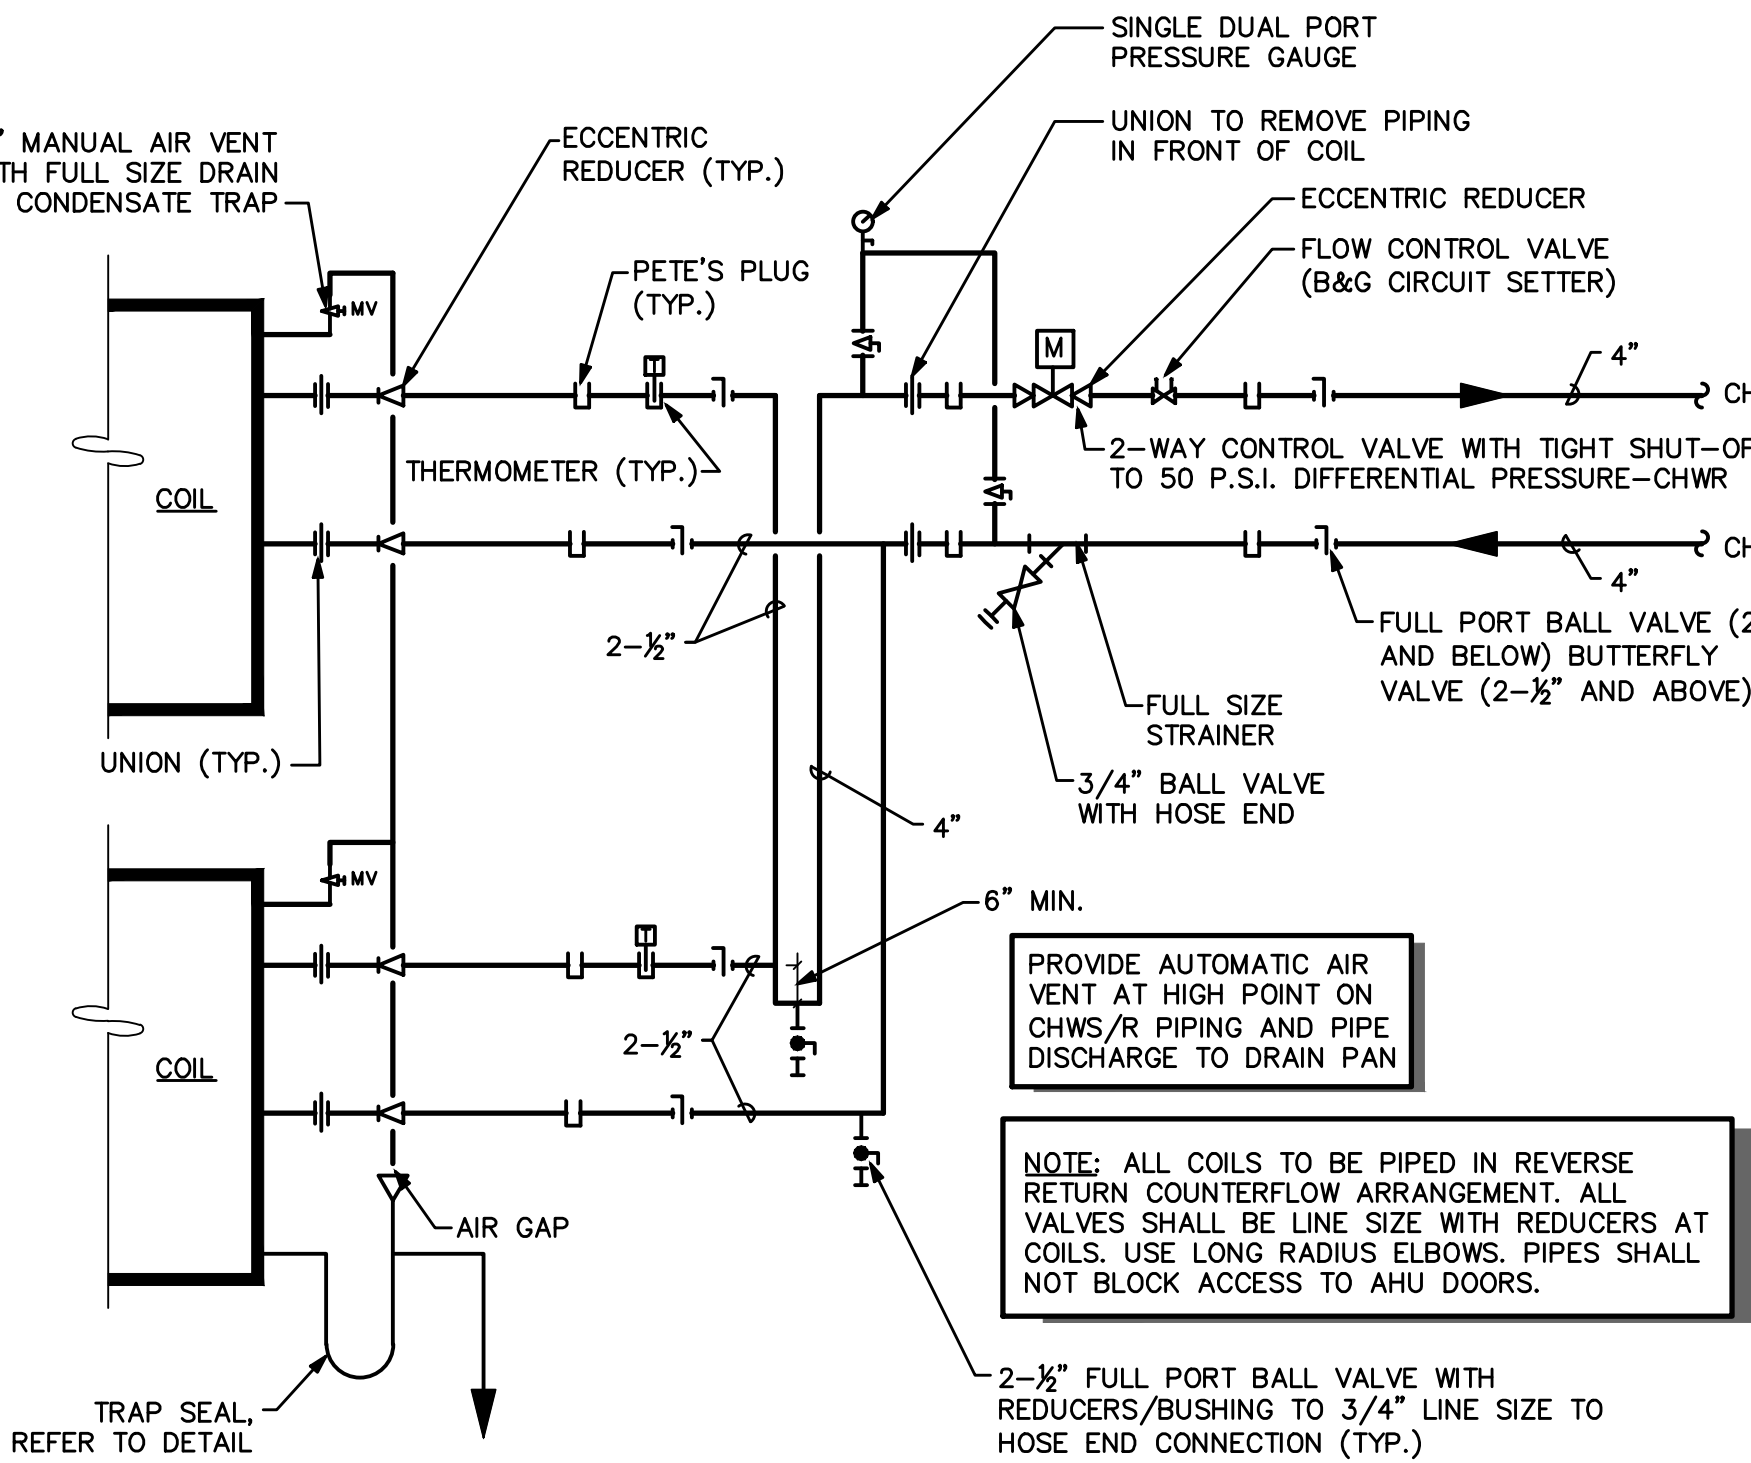 SINGLE DUAL PORT
PRESSURE GAUGE
UNION TO REMOVE PIPING
IN FRONT OF COIL
ECCENTRIC
REDUCER (TYP.)
” MANUAL AIR VENT
TH FULL SIZE DRAIN
CONDENSATE TRAP
ECCENTRIC REDUCER
FLOW CONTROL VALVE
(B&G CIRCUIT SETTER)
PETE'S PLUG
(TYP.)
MV
T
M
4”
CH
THERMOMETER (TYP.)
2-WAY CONTROL VALVE WITH TIGHT SHUT-OF
TO 50 P.S.I. DIFFERENTIAL PRESSURE-CHWR
COIL
CH
4”
2-½”
FULL PORT BALL VALVE (2
AND BELOW) BUTTERFLY
VALVE (2-½” AND ABOVE)
FULL SIZE
STRAINER
UNION (TYP.)
3/4” BALL VALVE
WITH HOSE END
4”
MV
6” MIN.
T
PROVIDE AUTOMATIC AIR
VENT AT HIGH POINT ON
CHWS/R PIPING AND PIPE
DISCHARGE TO DRAIN PAN
2-½”
COIL
NOTE: ALL COILS TO BE PIPED IN REVERSE
RETURN COUNTERFLOW ARRANGEMENT. ALL
VALVES SHALL BE LINE SIZE WITH REDUCERS AT
COILS. USE LONG RADIUS ELBOWS. PIPES SHALL
NOT BLOCK ACCESS TO AHU DOORS.
AIR GAP
2-½” FULL PORT BALL VALVE WITH
REDUCERS/BUSHING TO 3/4” LINE SIZE TO
HOSE END CONNECTION (TYP.)
TRAP SEAL,
REFER TO DETAIL